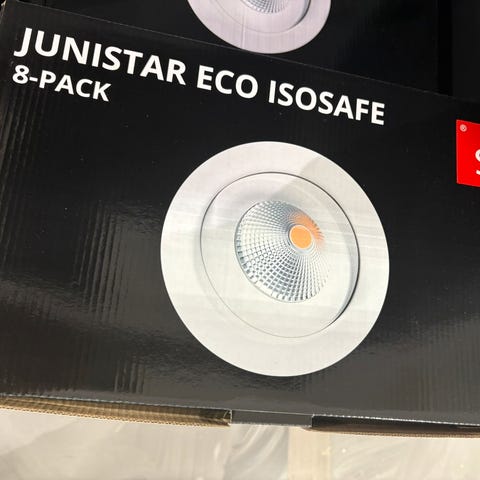 JUNISTAR ECO ISOSAFE
8-PACK
®